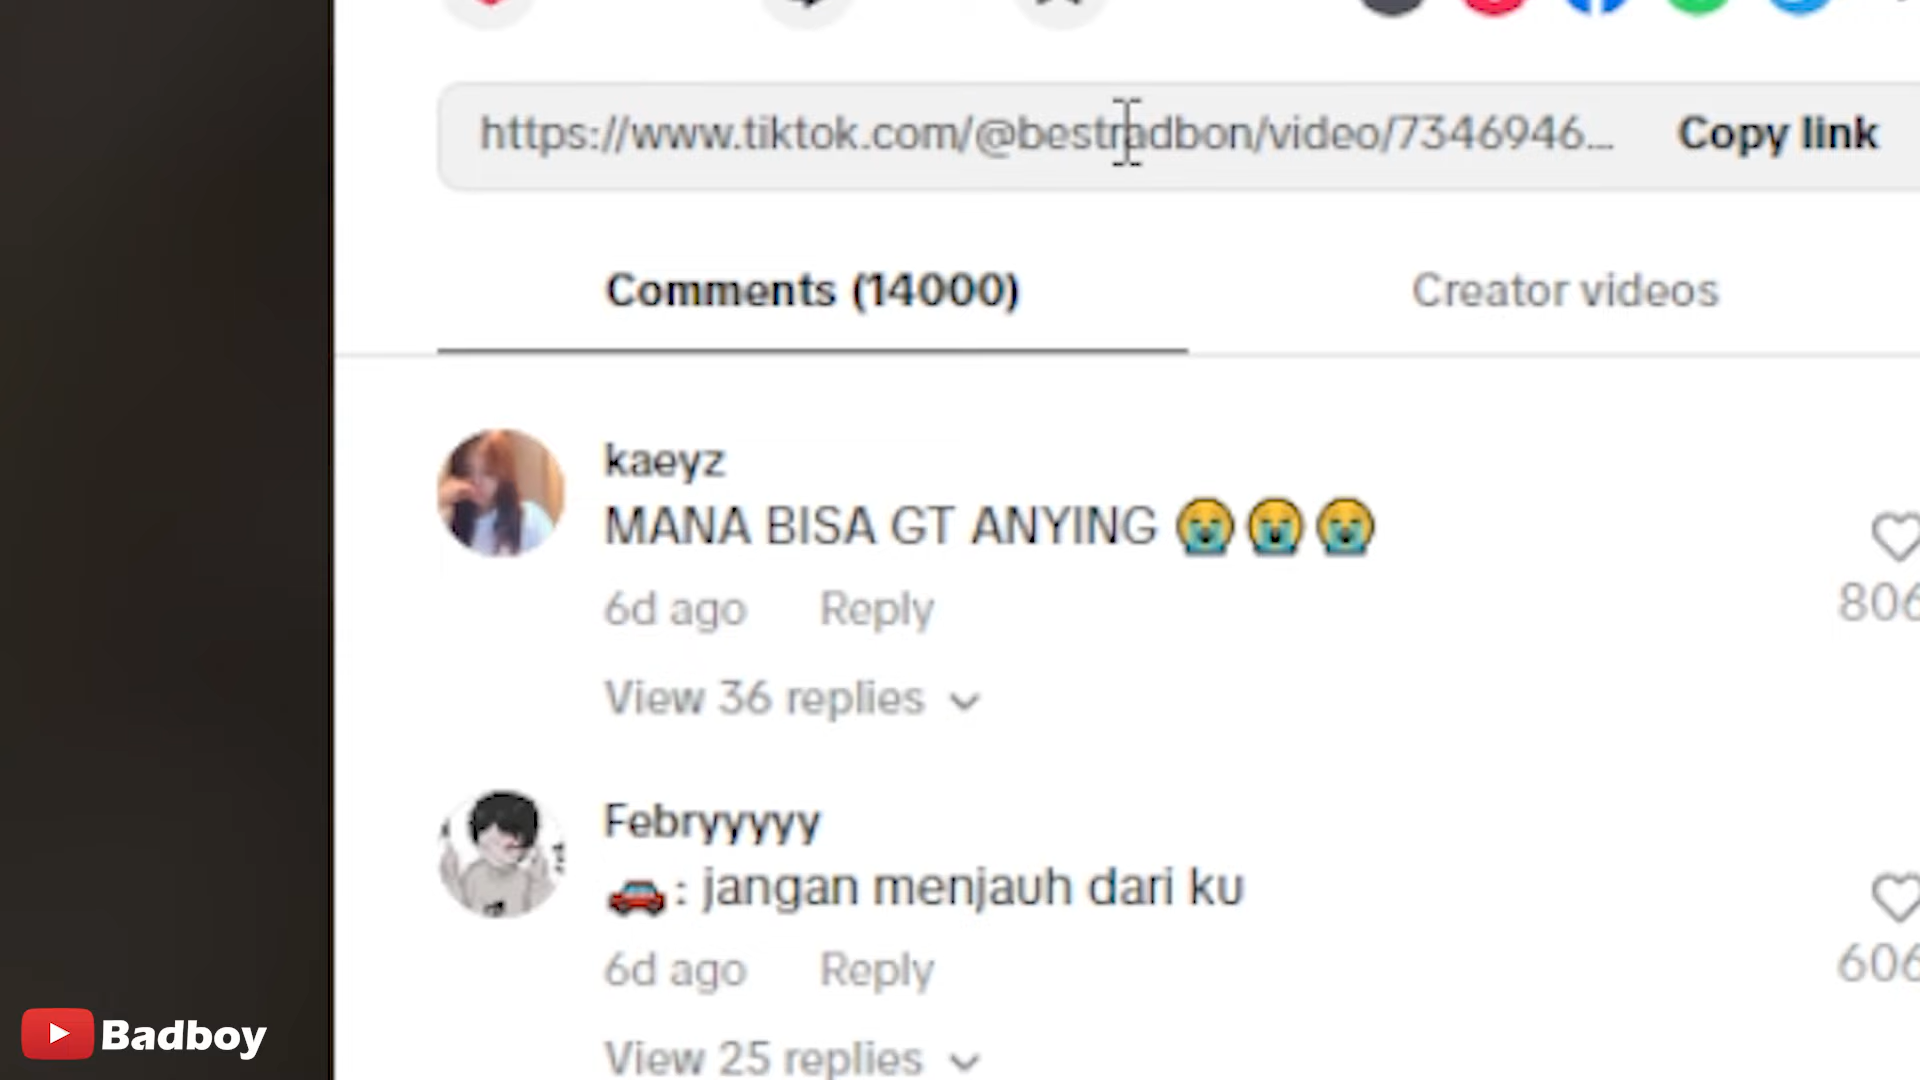 https://www.tiktok.com/@bestradbon/video/7346946... Copy link
Comments (14000) Creator videos
kaeyz
MANA BISA GT ANYING 😭😭😭
6d ago Reply
806
View 36 replies
Febryyyyy
🚗: jangan menjauh dari ku
6d ago Reply
606
View 25 replies
Badboy